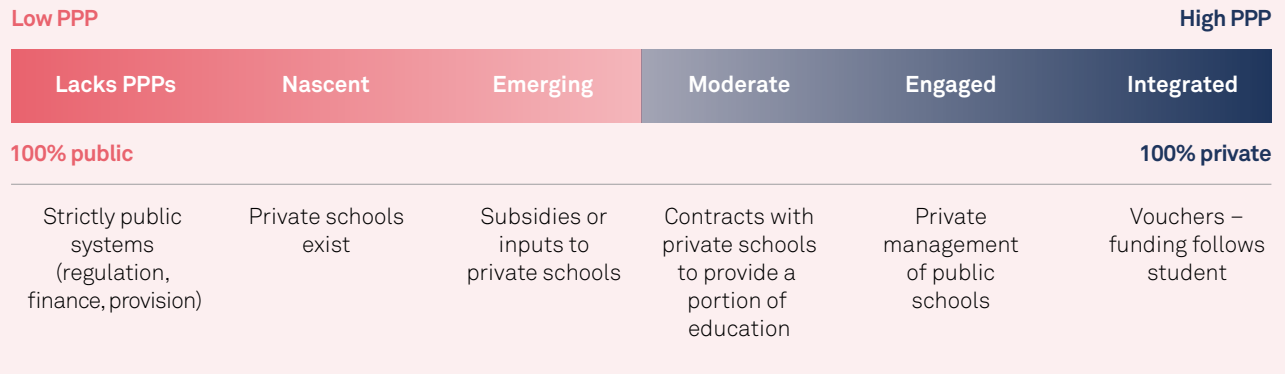 Low PPP
High PPP
Lacks PPPs
Nascent
Emerging
Moderate
Engaged
Integrated
100% public
100% private
Strictly public
systems
(regulation,
finance, provision)
Private schools
exist
Subsidies or
inputs to
private schools
Contracts with
private schools
to provide a
portion of
education
Private
management
of public
schools
Vouchers –
funding follows
student